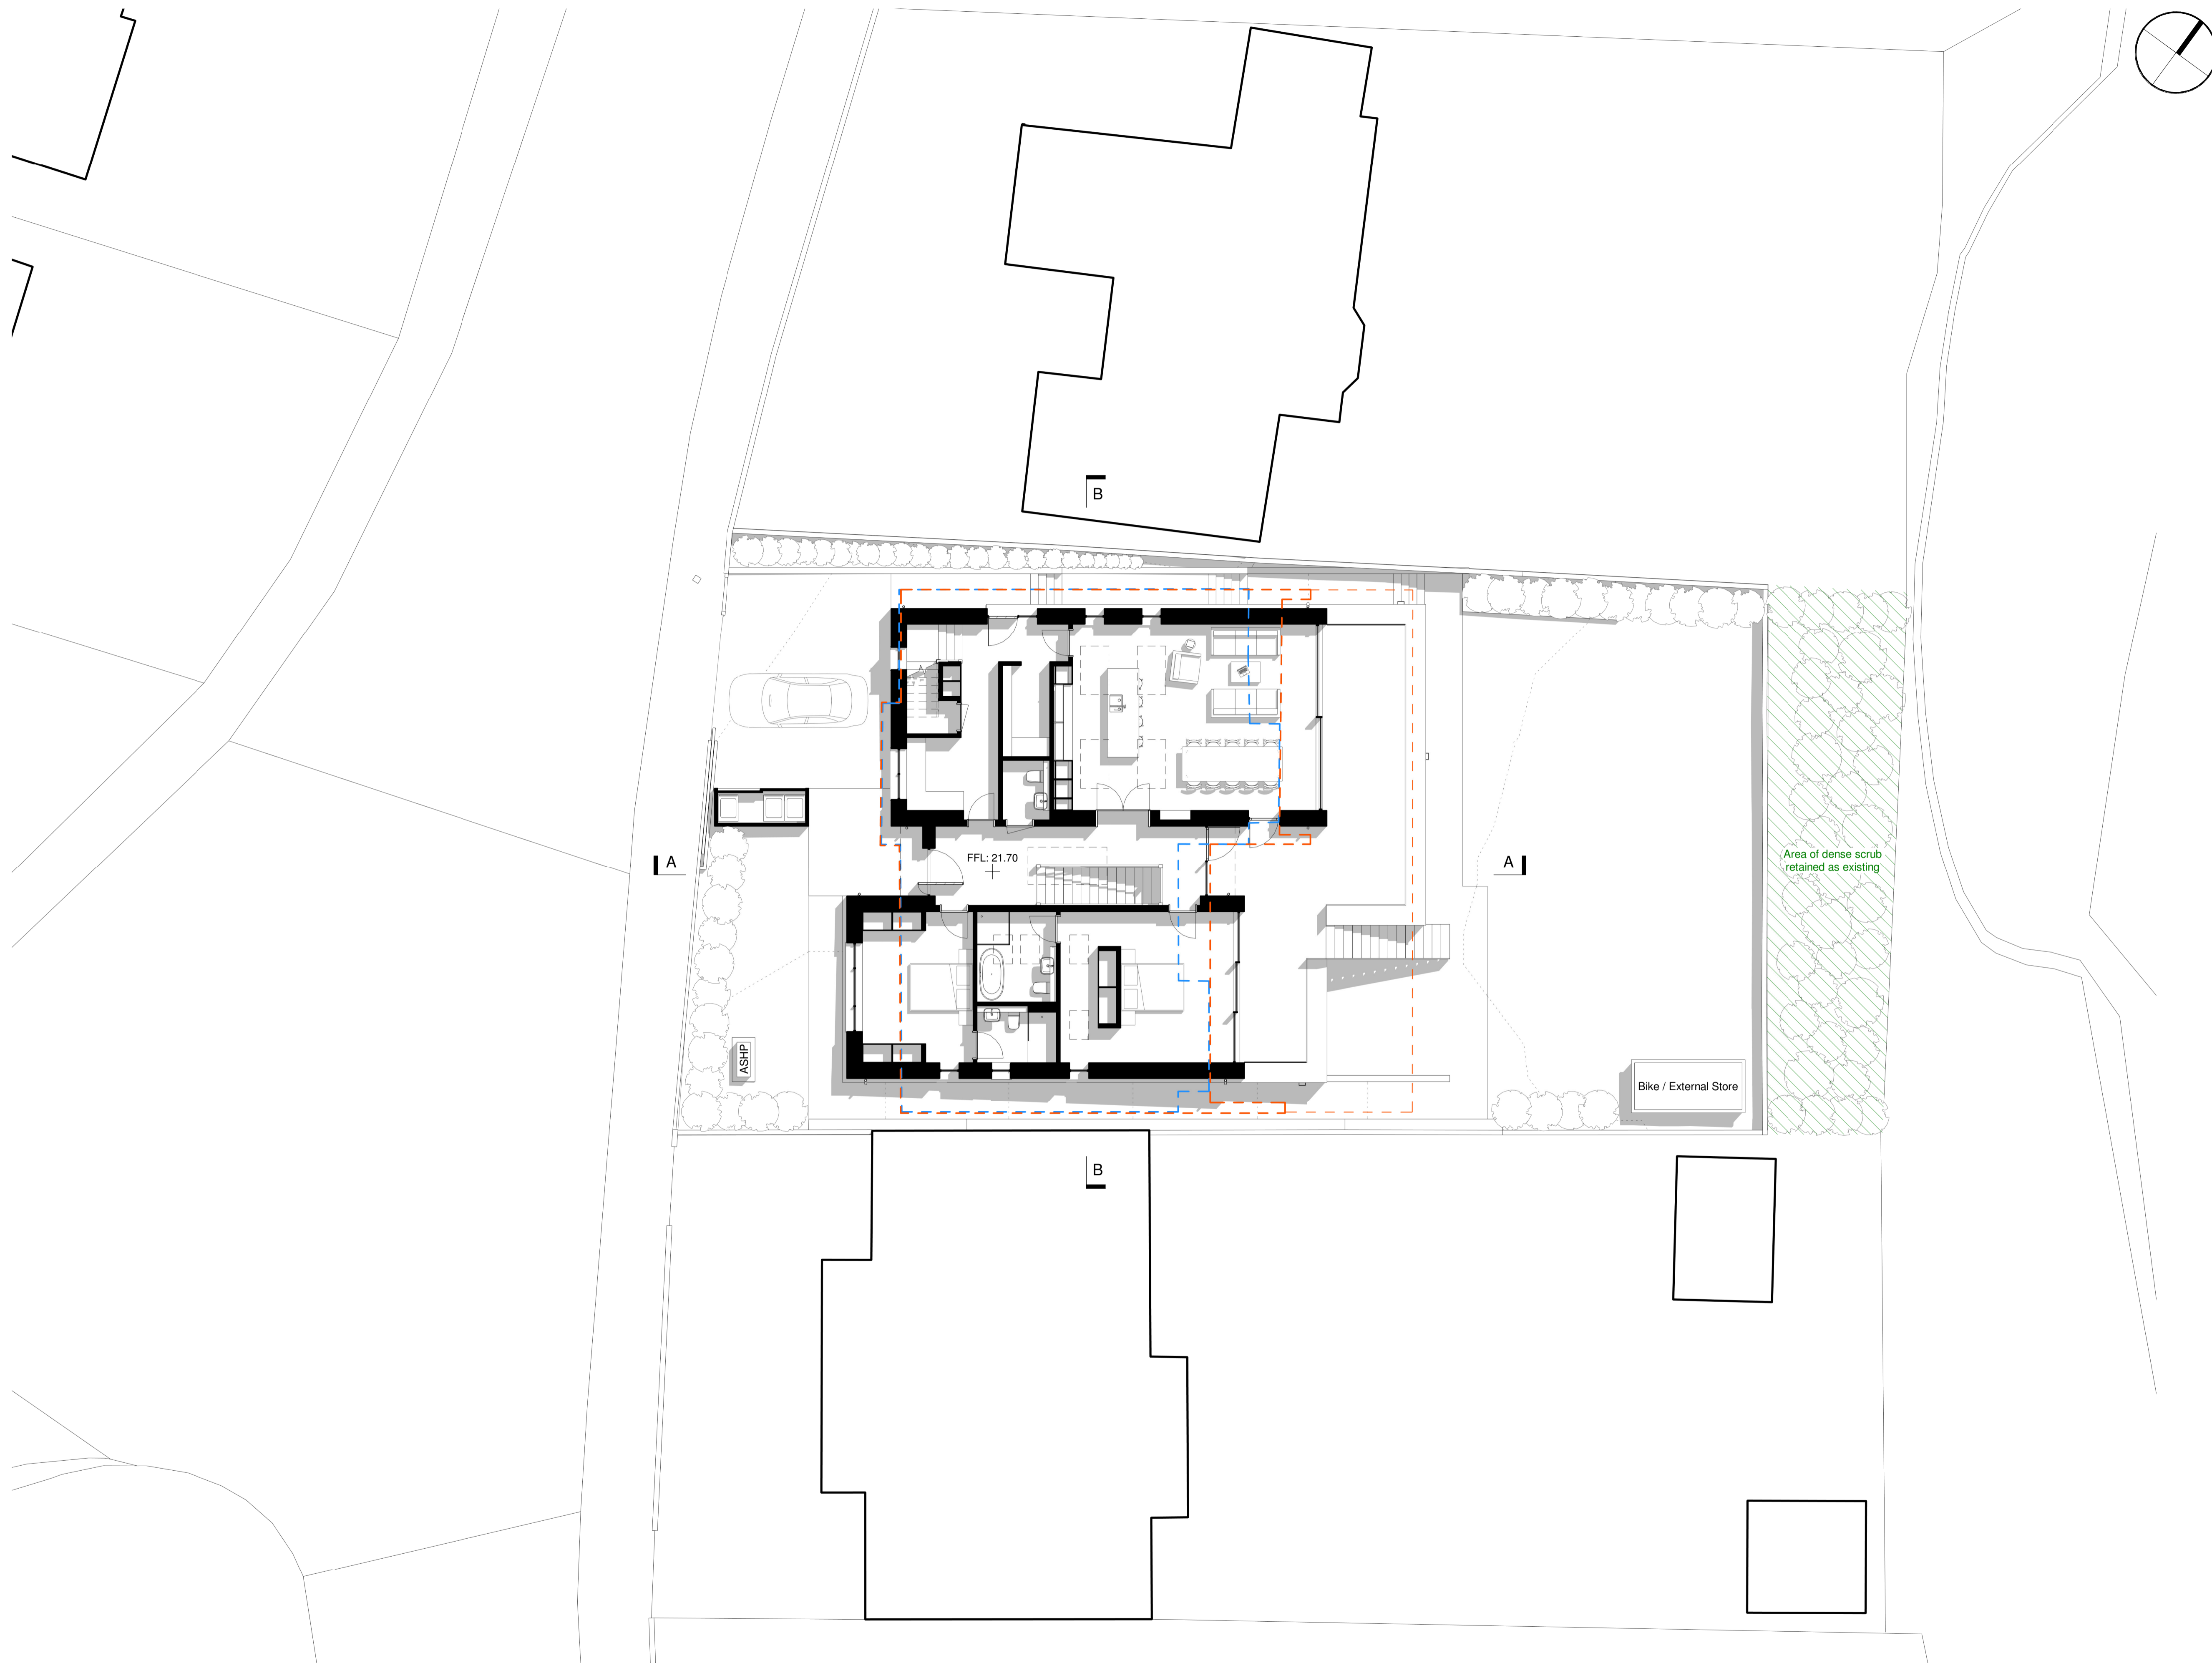 B
A
FFL: 21.70
A
Area of dense scrub
retained as existing
ASHP
Bike / External Store
B